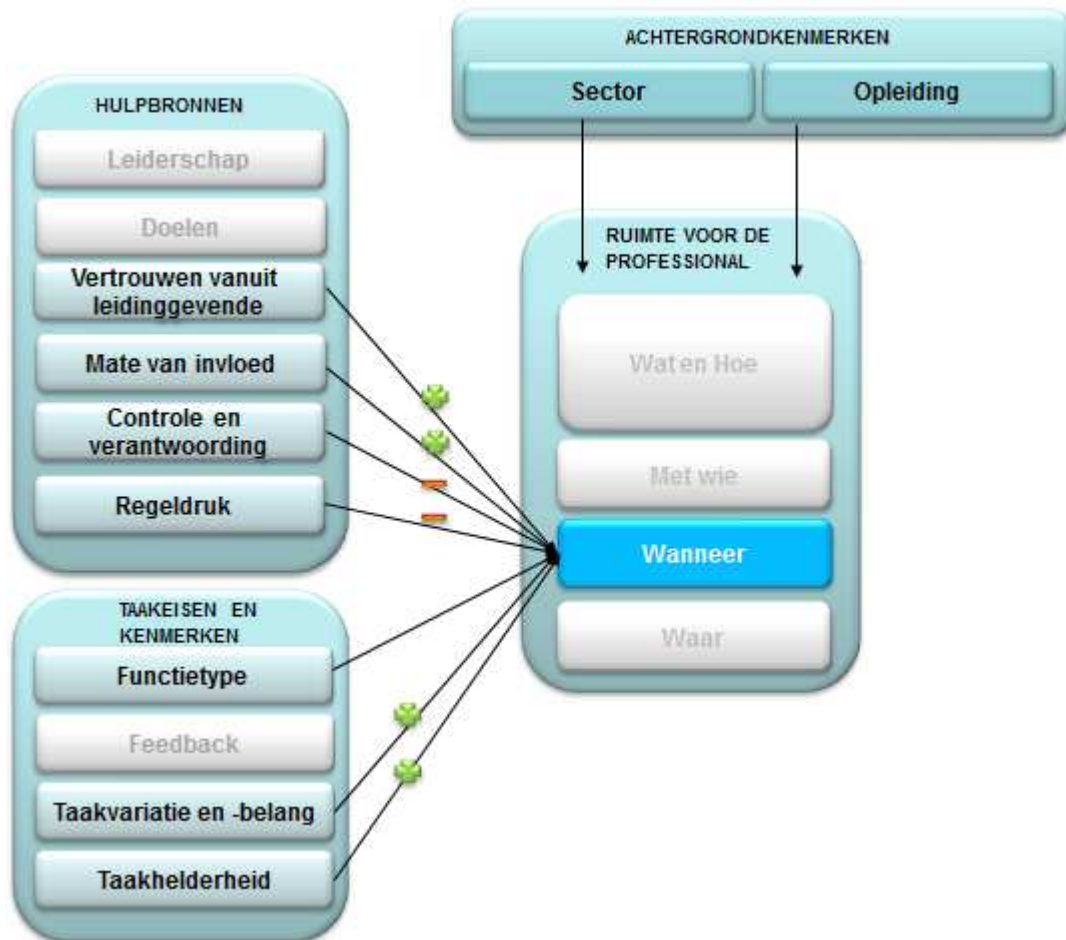 ACHTERGRONDKENMERKEN
Sector
Opleiding
HULPBRONNEN
Leiderschap
Doelen
Vertrouwen vanuit
leidinggevende
Mate van invloed
Controle en
verantwoording
Regeldruk
TAAKEISEN EN
KENMERKEN
Functietype
Feedback
Taakvariatie en -belang
Taakhelderheid
RUIMTE VOOR DE
PROFESSIONAL
Wat en Hoe
Met wie
Wanneer
Waar